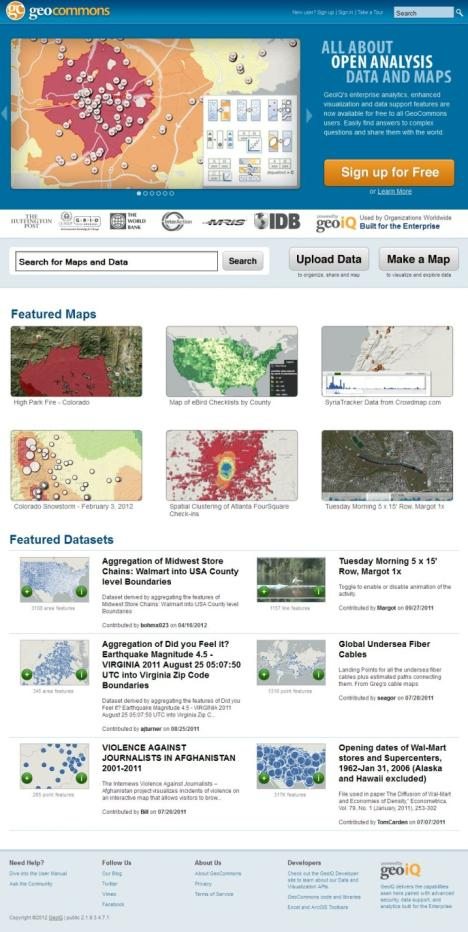 geocommons
New user? Sign up | Sign in | Take a Tour
Search
ALL ABOUT
OPEN ANALYSIS
DATA AND MAPS
GeoIQ's enterprise analytics, enhanced
visualization and data support features are
now available for free to all GeoCommons
users. Easily find answers to complex
questions and share them with the world.
Sign up for Free
or Learn More
THE HUFFINGTON POST
GRID
THE WORLD BANK
InterAction
MRIS
IDB
powered by geoiQ
Used by Organizations Worldwide
Built for the Enterprise
Search for Maps and Data
Search
Upload Data
to organize, share and map
Make a Map
to visualize and explore data
Featured Maps
High Park Fire - Colorado
Map of eBird Checklists by County
SyriaTracker Data from Crowdmap.com
Colorado Snowstorm - February 3, 2012
Spatial Clustering of Atlanta FourSquare
Check-ins
Tuesday Morning 5 x 15' Row, Margot 1x
Featured Datasets
Aggregation of Midwest Store
Chains: Walmart into USA County
level Boundaries
Dataset derived by aggregating the features of
Midwest Store Chains: Walmart into USA County
level Boundaries
Contributed by bohms023 on 04/16/2012
3108 area features
Tuesday Morning 5 x 15'
Row, Margot 1x
Toggle to enable or disable animation of the
activity.
Contributed by Margot on 09/27/2011
1157 line features
Aggregation of Did you Feel it?
Earthquake Magnitude 4.5 -
VIRGINIA 2011 August 25 05:07:50
UTC into Virginia Zip Code
Boundaries
Dataset derived by aggregating the features of Did you
Feel it? Earthquake Magnitude 4.5 - VIRGINIA 2011
August 25 05:07:50 UTC into Virginia Zip C...
Contributed by ajturner on 08/25/2011
345 area features
Global Undersea Fiber
Cables
Landing Points for all the undersea fiber
cables plus estimated paths connecting
them. From Greg's cable maps
Contributed by seagor on 07/28/2011
1316 point features
VIOLENCE AGAINST
JOURNALISTS IN AFGHANISTAN
2001-2011
The Interviews Violence Against Journalists –
Afghanistan project visualizes incidents of violence on
an interactive map that allows visitors to brow...
Contributed by Bill on 07/20/2011
265 point features
Opening dates of Wal-Mart
stores and Supercenters,
1962-Jan 31, 2006 (Alaska
and Hawaii excluded)
File used in paper The Diffusion of Wal-Mart
and Economies of Density," Econometrica,
Vol. 79, No. 1 (January, 2011), 253-302
Contributed by TomCarden on 07/07/2011
3176 features
Need Help?
Dive into the User Manual
Ask the Community
Follow Us
Our Blog
Twitter
Vimeo
Facebook
About Us
About GeoCommons
Privacy
Terms of Service
Developers
Check out the GeoIQ Developer
site to learn about our Data and
Visualization APIs
GeoCommons code and libraries
Excel and ArcGIS Toolbars
powered by
geoiQ
GeoIQ delivers the capabilities
seen here paired with advanced
security, data support, and
analytics built for the Enterprise
Copyright ©2012 GeoIQ | public 2.1.9.3.4.7.1